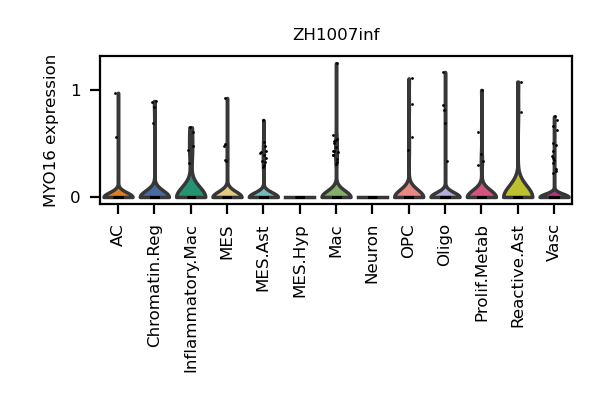 ZH1007inf
MYO16 expression
1
0
AC
Chromatin.Reg
Inflammatory.Mac
MES
MES.Ast
MES.Hyp
Mac
Neuron
OPC
Oligo
Prolif.Metab
Reactive.Ast
Vasc